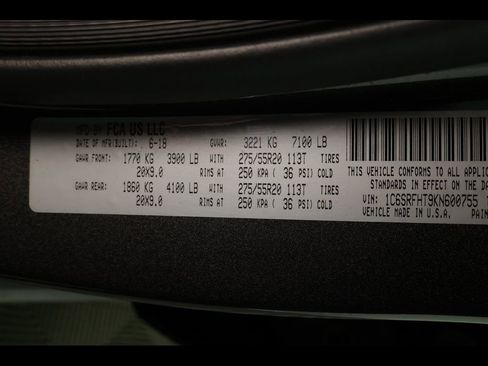 MFD BY FCA US LLC
DATE OF MFR(BUILT): 6-18 GVWR: 3221 KG 7100 LB
GAWR FRONT: 1770 KG 3900 LB WITH 275/55R20 113T TIRES
20X9.0 RIMS AT 250 KPA ( 36 PSI) COLD
GAWR REAR: 1860 KG 4100 LB WITH 275/55R20 113T TIRES
20X9.0 RIMS AT 250 KPA ( 36 PSI) COLD
THIS VEHICLE CONFORMS TO ALL
STANDARDS IN EFFECT ON THE DA
VIN: 1C6SRFHT9KN600755
VEHICLE MADE IN U.S.A. PAIN